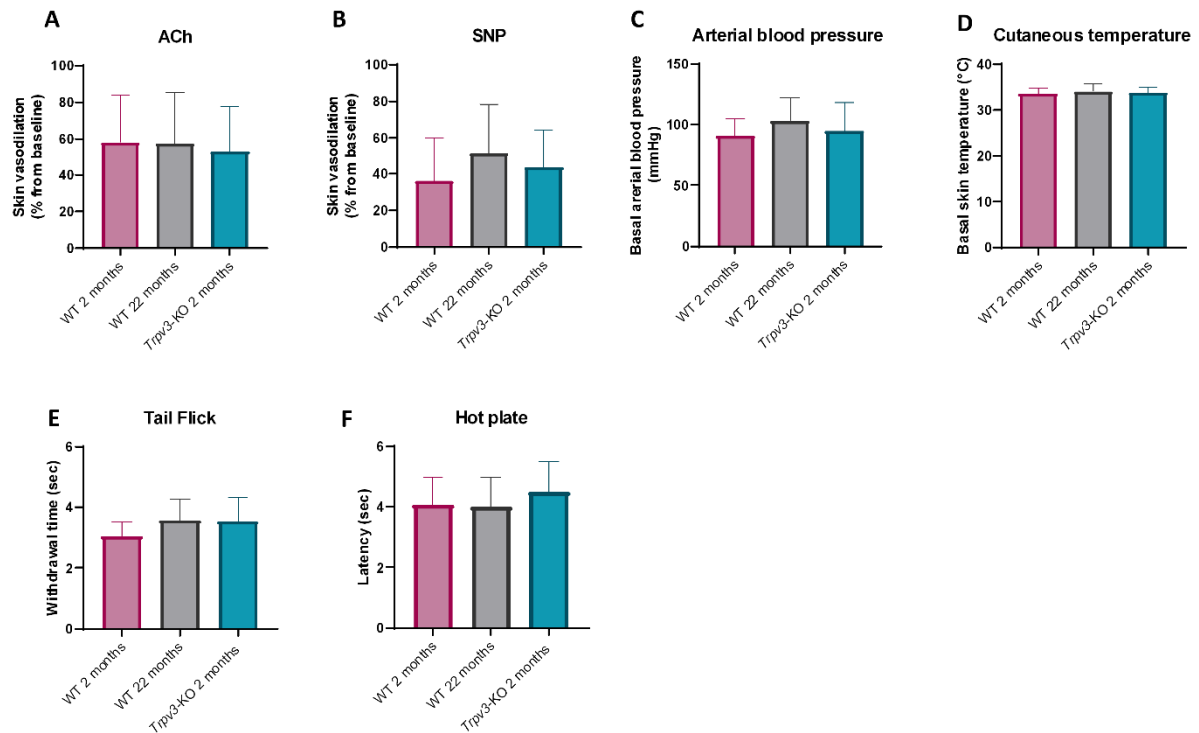 A
ACh
Skin vasodilation
(% from baseline)
100
80
60
40
20
0
WT 2 months
WT 22 months
Trpv3-KO 2 months
B
SNP
Skin vasodilation
(% from baseline)
100
80
60
40
20
0
WT 2 months
WT 22 months
Trpv3-KO 2 months
C
Arterial blood pressure
Basal arerial blood pressure
(mmHg)
150
100
50
0
WT 2 months
WT 22 months
Trpv3-KO 2 months
D
Cutaneous temperature
Basal skin temperature (°C)
40
30
20
10
0
WT 2 months
WT 22 months
Trpv3-KO 2 months
E
Tail Flick
Withdrawal time (sec)
6
4
2
0
WT 2 months
WT 22 months
Trpv3-KO 2 months
F
Hot plate
Latency (sec)
6
4
2
0
WT 2 months
WT 22 months
Trpv3-KO 2 months